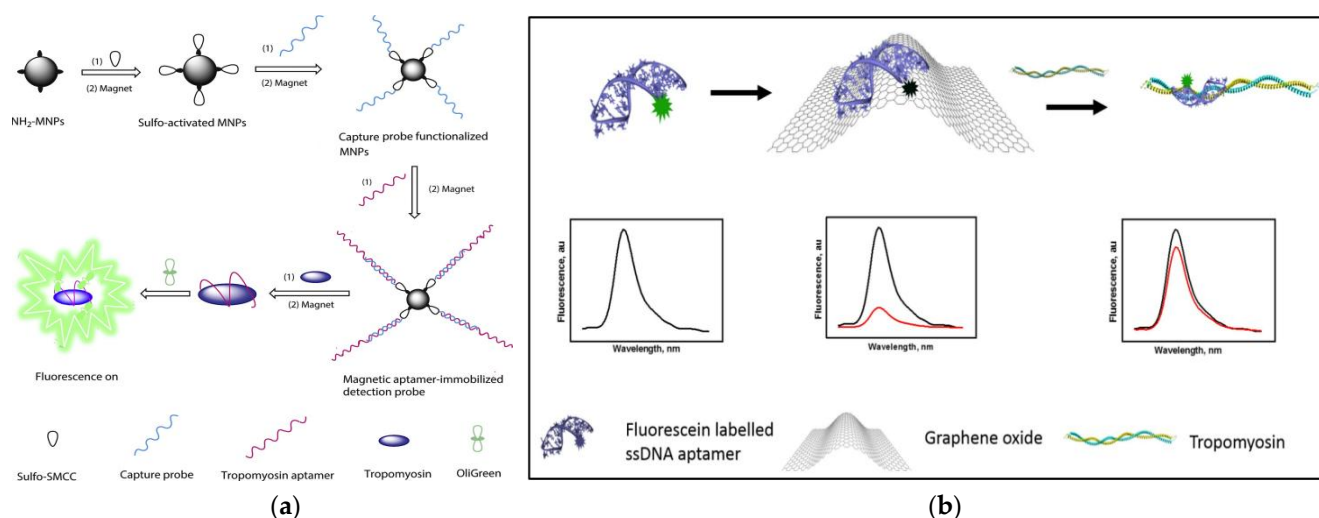 (1)
(2) Magnet
NH2-MNPs
Sulfo-activated MNPs
(1)
(2) Magnet
Capture probe functionalized
MNPs
(1)
(2) Magnet
Magnetic aptamer-immobilized
detection probe
(1)
(2) Magnet
Fluorescence on
Sulfo-SMCC
Capture probe
Tropomyosin aptamer
Tropomyosin
OliGreen
(a)
Fluorescence, au
Wavelength, nm
Fluorescence, au
Wavelength, nm
Fluorescence, au
Wavelength, nm
Fluorescein labelled
ssDNA aptamer
Graphene oxide
Tropomyosin
(b)